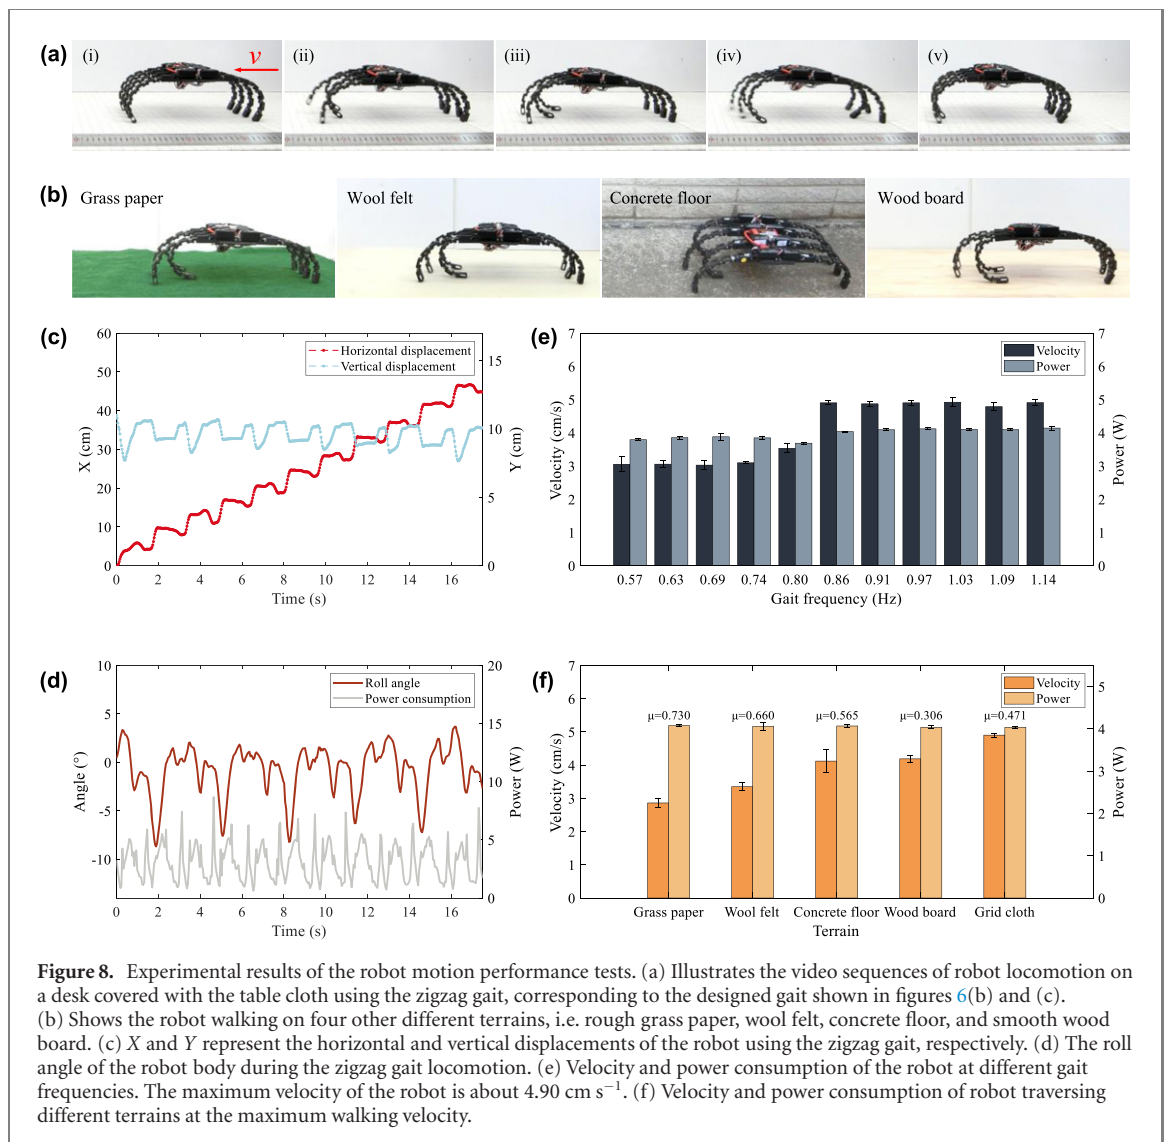 (a) (i) (ii) (iii) (iv) (v)
v
(b) Grass paper Wool felt Concrete floor Wood board
(c)
60
50
40
30
20
10
0
X (cm)
Horizontal displacement
Vertical displacement
15
10
5
0
Y (cm)
0 2 4 6 8 10 12 14 16
Time (s)
(e)
7
6
5
4
3
2
1
0
Velocity (cm/s)
Velocity
Power
7
6
5
4
3
2
1
0
Power (W)
0.57 0.63 0.69 0.74 0.80 0.86 0.91 0.97 1.03 1.09 1.14
Gait frequency (Hz)
(d)
10
5
0
-5
-10
Angle (°)
Roll angle
Power consumption
20
15
10
5
0
Power (W)
0 2 4 6 8 10 12 14 16
Time (s)
(f)
7
6
5
4
3
2
1
0
Velocity (cm/s)
Velocity
Power
μ=0.730 μ=0.660 μ=0.565 μ=0.306 μ=0.471
5
4
3
2
1
0
Power (W)
Grass paper Wool felt Concrete floor Wood board Grid cloth
Terrain
Figure 8. Experimental results of the robot motion performance tests. (a) Illustrates the video sequences of robot locomotion on
a desk covered with the table cloth using the zigzag gait, corresponding to the designed gait shown in figures 6(b) and (c).
(b) Shows the robot walking on four other different terrains, i.e. rough grass paper, wool felt, concrete floor, and smooth wood
board. (c) X and Y represent the horizontal and vertical displacements of the robot using the zigzag gait, respectively. (d) The roll
angle of the robot body during the zigzag gait locomotion. (e) Velocity and power consumption of the robot at different gait
frequencies. The maximum velocity of the robot is about 4.90 cm s⁻¹. (f) Velocity and power consumption of robot traversing
different terrains at the maximum walking velocity.